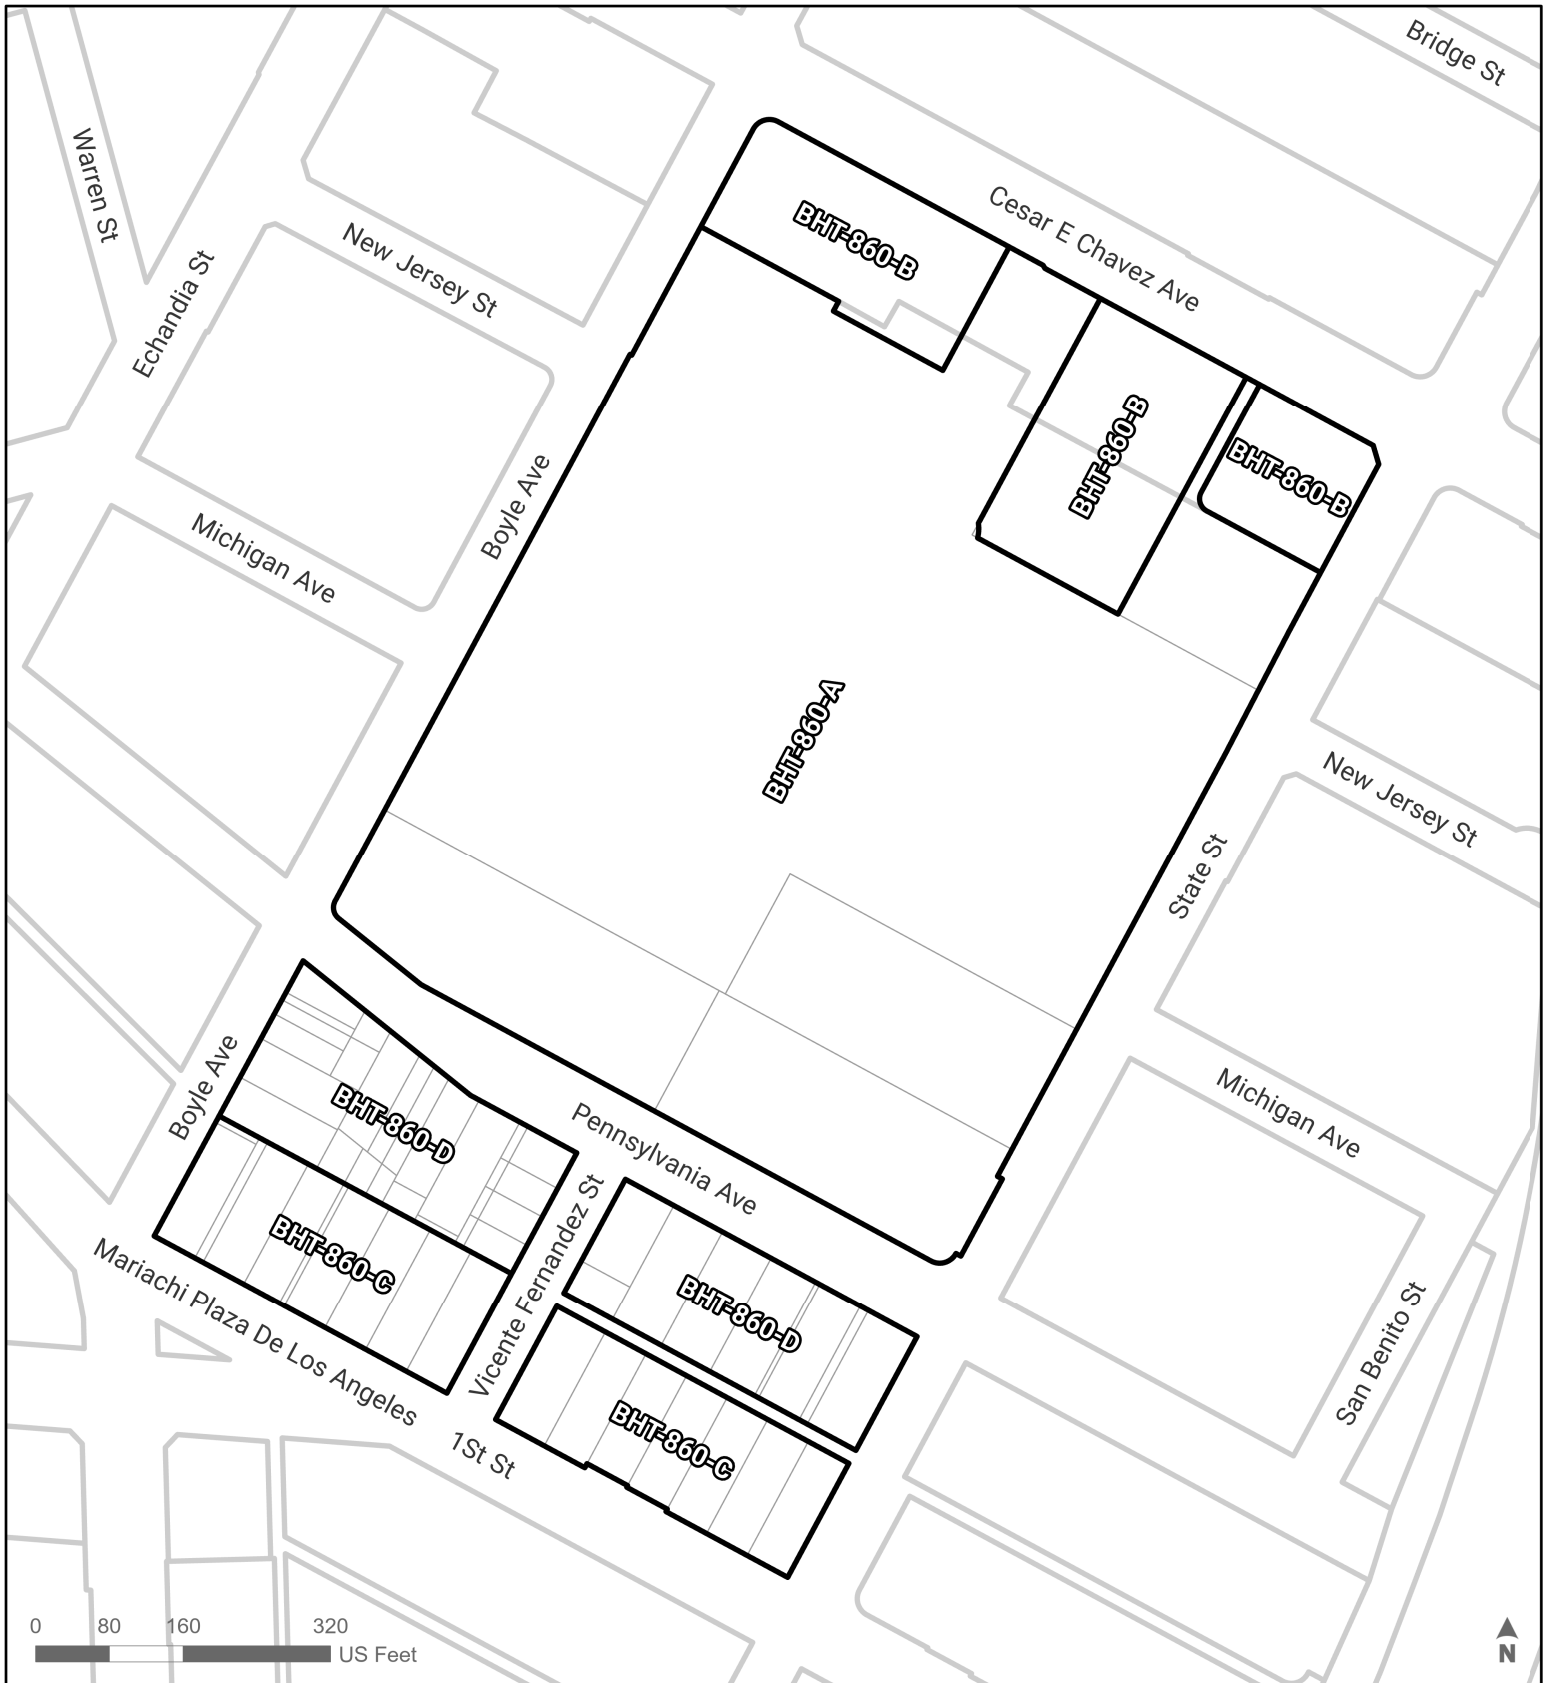 Bridge St
Warren St
Cesar E Chavez Ave
BHT-860-B
New Jersey St
Echandia St
BHT-860-B
BHT-860-B
Boyle Ave
Michigan Ave
BHT-860-A
New Jersey St
State St
Boyle Ave
BHT-860-D
Michigan Ave
Pennsylvania Ave
BHT-860-C
Vicente Fernandez St
BHT-860-D
Mariachi Plaza De Los Angeles
San Benito St
BHT-860-C
1St St
0 80 160 320
US Feet
N